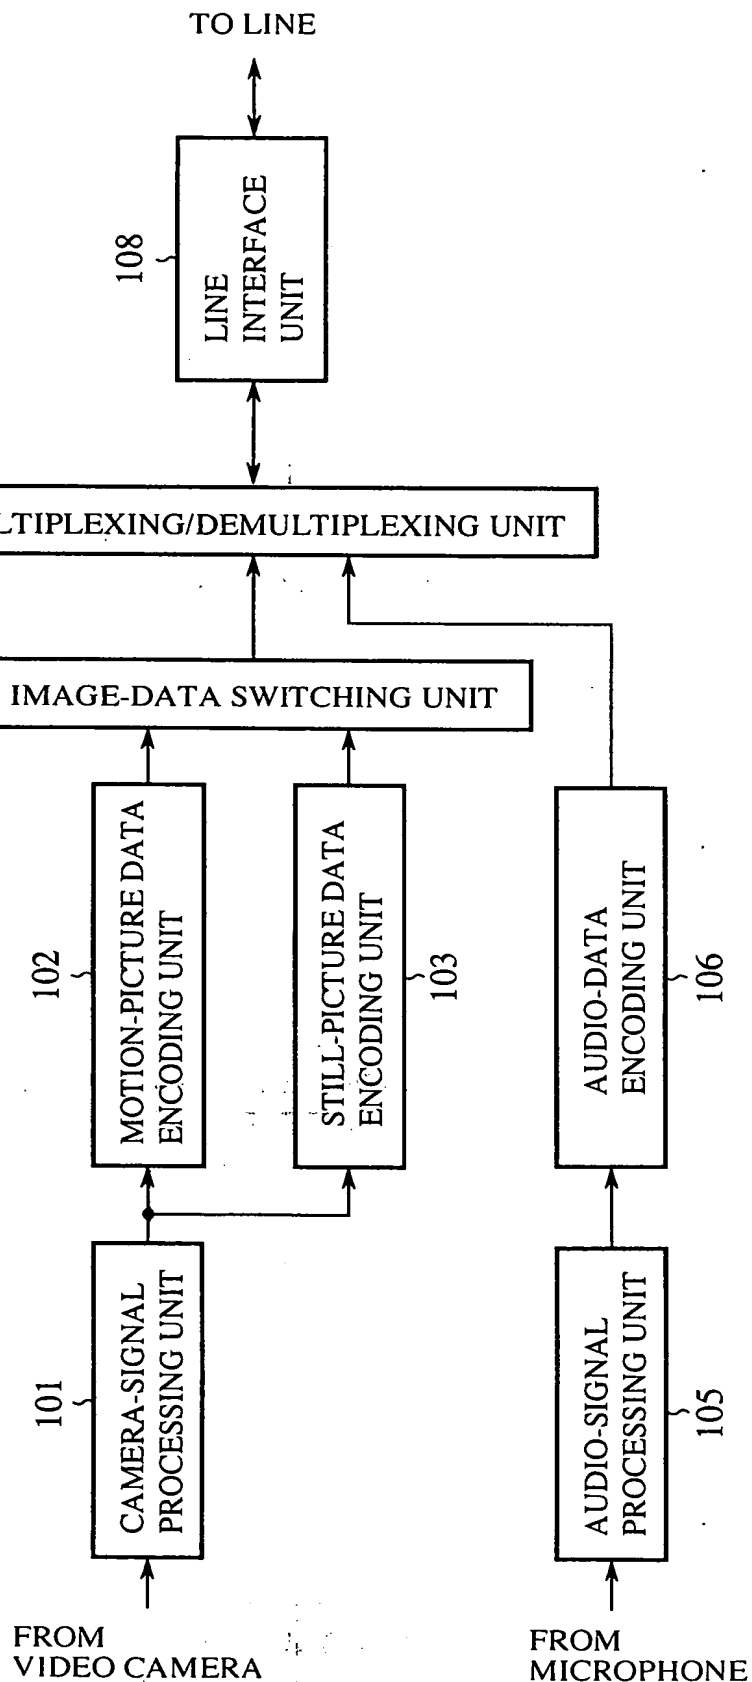 TO LINE
108
LINE
INTERFACE
UNIT
LTIPLEXING/DEMULTIPLEXING UNIT
IMAGE-DATA SWITCHING UNIT
102
MOTION-PICTURE DATA
ENCODING UNIT
STILL-PICTURE DATA
ENCODING UNIT
103
AUDIO-DATA
ENCODING UNIT
106
101
CAMERA-SIGNAL
PROCESSING UNIT
AUDIO-SIGNAL
PROCESSING UNIT
105
FROM
VIDEO CAMERA
FROM
MICROPHONE